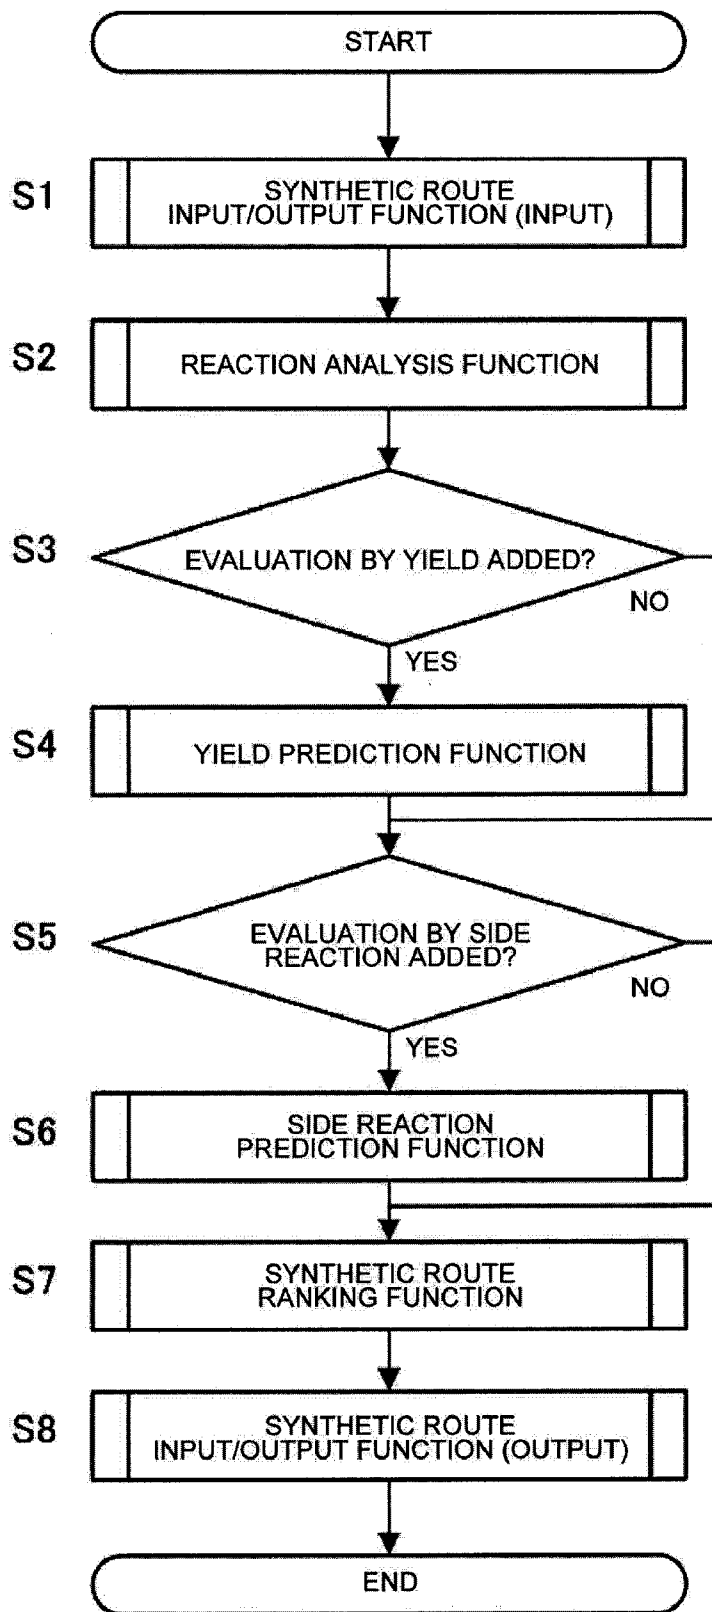 START
S1
SYNTHETIC ROUTE
INPUT/OUTPUT FUNCTION (INPUT)
S2
REACTION ANALYSIS FUNCTION
S3
EVALUATION BY YIELD ADDED?
NO
YES
S4
YIELD PREDICTION FUNCTION
S5
EVALUATION BY SIDE
REACTION ADDED?
NO
YES
S6
SIDE REACTION
PREDICTION FUNCTION
S7
SYNTHETIC ROUTE
RANKING FUNCTION
S8
SYNTHETIC ROUTE
INPUT/OUTPUT FUNCTION (OUTPUT)
END